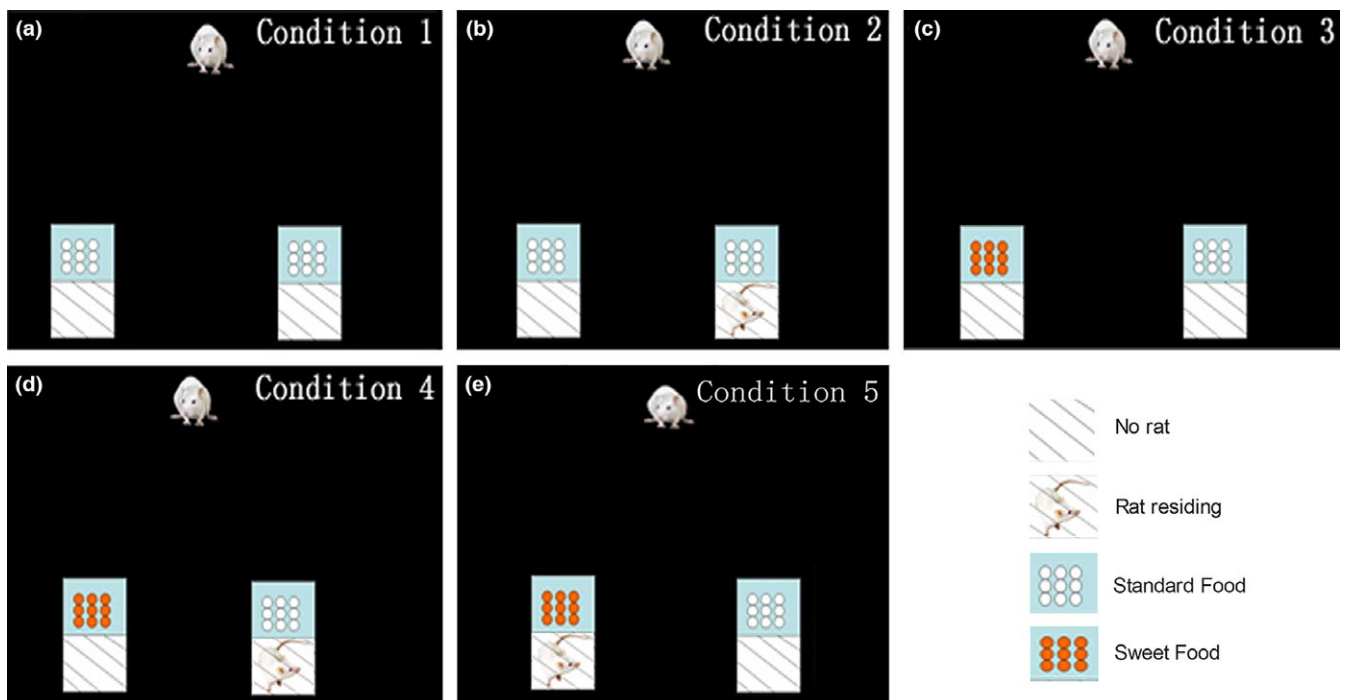 (a)
Condition 1
(b)
Condition 2
(c)
Condition 3
(d)
Condition 4
(e)
Condition 5
No rat
Rat residing
Standard Food
Sweet Food